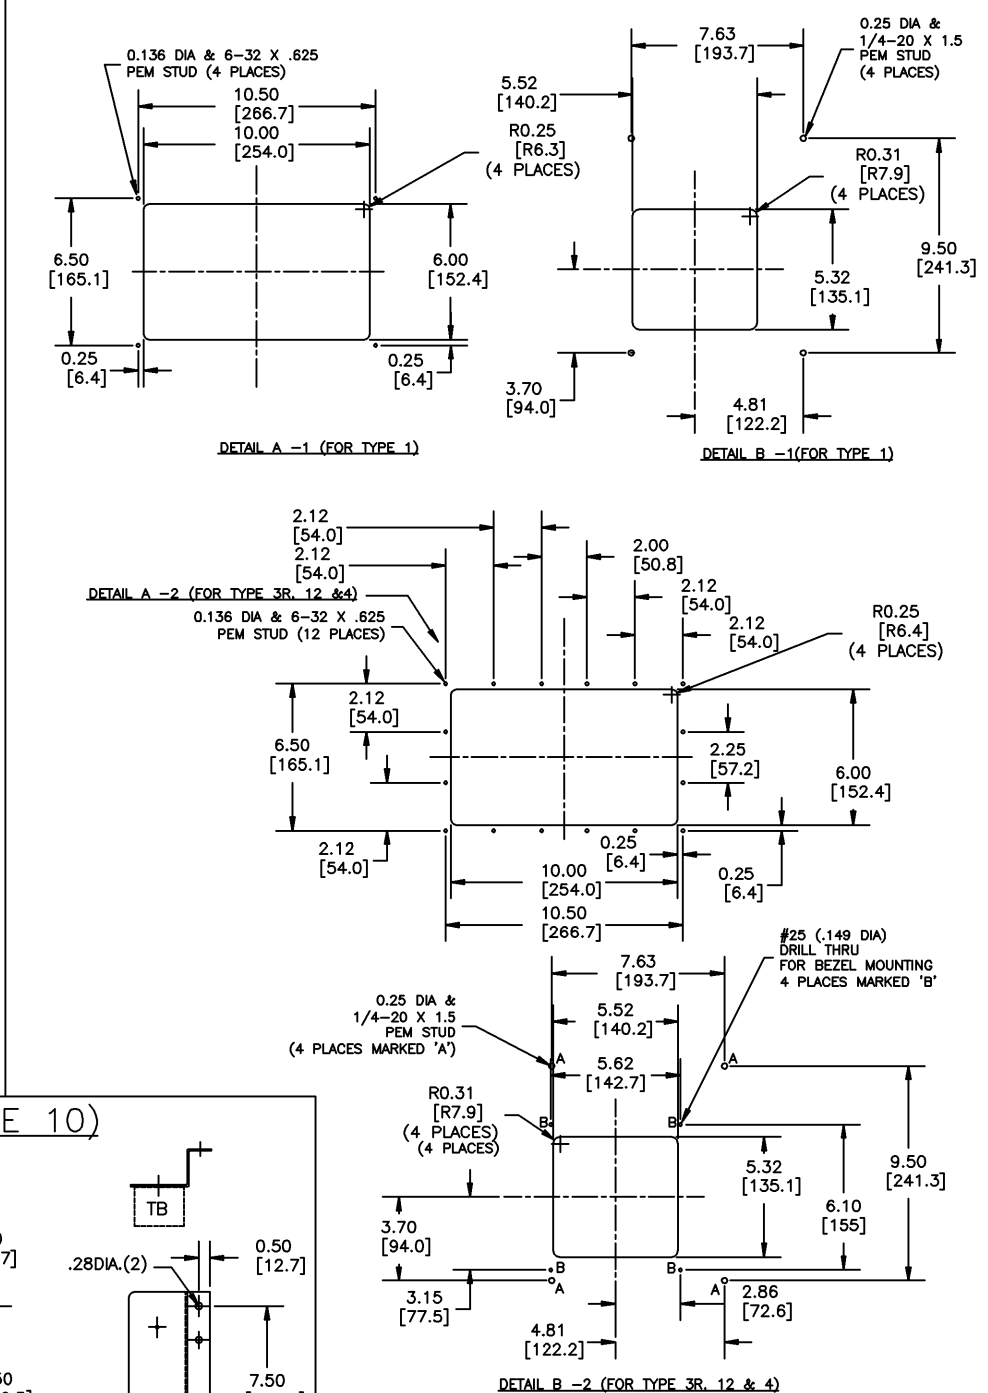 0.136 DIA & 6-32 X .625
PEM STUD (4 PLACES)
10.50
[266.7]
10.00
[254.0]
R0.25
[R6.3]
(4 PLACES)
6.50
[165.1]
6.00
[152.4]
0.25
[6.4]
0.25
[6.4]
DETAIL A -1 (FOR TYPE 1)
7.63
[193.7]
0.25 DIA &
1/4-20 X 1.5
PEM STUD
(4 PLACES)
5.52
[140.2]
R0.31
[R7.9]
(4 PLACES)
9.50
[241.3]
5.32
[135.1]
3.70
[94.0]
4.81
[122.2]
DETAIL B -1(FOR TYPE 1)
2.12
[54.0]
2.12
[54.0]
2.00
[50.8]
2.12
[54.0]
2.12
[54.0]
DETAIL A -2 (FOR TYPE 3R, 12 &4)
0.136 DIA & 6-32 X .625
PEM STUD (12 PLACES)
R0.25
[R6.4]
(4 PLACES)
2.12
[54.0]
6.50
[165.1]
2.25
[57.2]
6.00
[152.4]
2.12
[54.0]
0.25
[6.4]
0.25
[6.4]
10.00
[254.0]
10.50
[266.7]
#25 (.149 DIA)
DRILL THRU
FOR BEZEL MOUNTING
4 PLACES MARKED 'B'
7.63
[193.7]
0.25 DIA &
1/4-20 X 1.5
PEM STUD
(4 PLACES MARKED 'A')
5.52
[140.2]
A
A
5.62
[142.7]
R0.31
[R7.9]
(4 PLACES)
(4 PLACES)
B
B
5.32
[135.1]
9.50
[241.3]
6.10
[155]
3.70
[94.0]
B
B
A
A
3.15
[77.5]
2.86
[72.6]
4.81
[122.2]
DETAIL B -2 (FOR TYPE 3R, 12 & 4)
E 10)
TB
7]
.28DIA.(2)
0.50
[12.7]
7.50